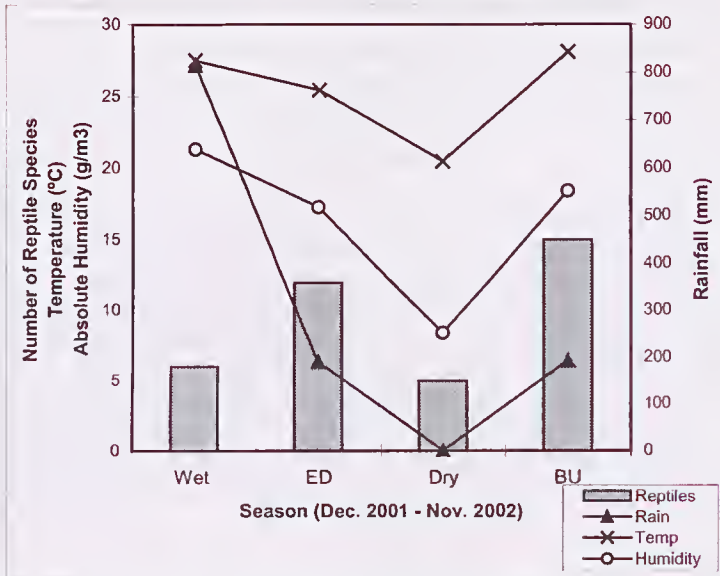 Number of Reptile Species
Temperature (ºC)
Absolute Humidity (g/m3)
30
25
20
15
10
5
0
900
800
700
600
500
400
300
200
100
0
Rainfall (mm)
Wet
ED
Dry
BU
Season (Dec. 2001 - Nov. 2002)
Reptiles
Rain
Temp
Humidity